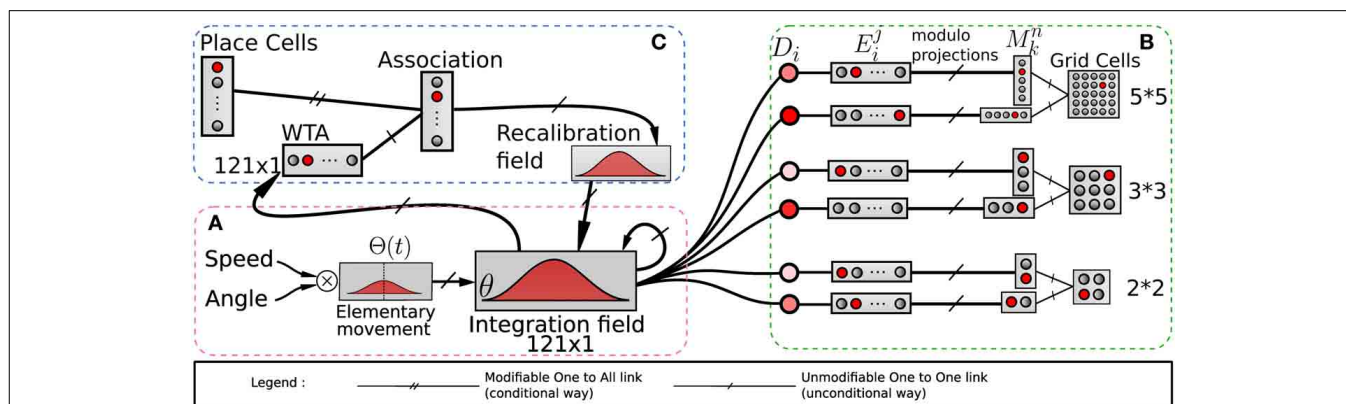 Place Cells
C
Association
WTA
121x1
Recalibration
field
A
Speed
Angle
Θ(t)
Elementary
movement
θ
Integration field
121x1
D_i
E_i^j
modulo
projections
M_k^n
B
Grid Cells
5*5
3*3
2*2
Legend :
Modifiable One to All link
(conditional way)
Unmodifiable One to One link
(unconditional way)